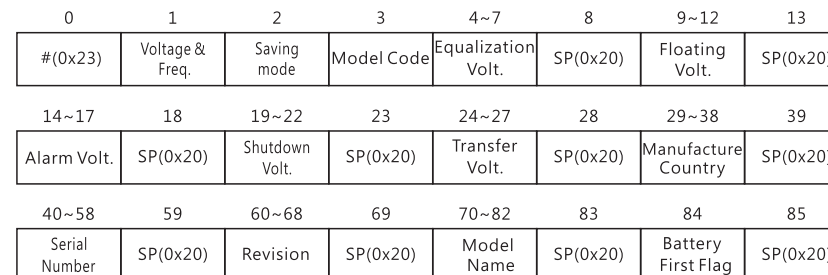 0 1 2 3 4~7 8 9~12 13
#(0x23) Voltage & Freq. Saving mode Model Code Equalization Volt. SP(0x20) Floating Volt. SP(0x20)
14~17 18 19~22 23 24~27 28 29~38 39
Alarm Volt. SP(0x20) Shutdown Volt. SP(0x20) Transfer Volt. SP(0x20) Manufacture Country SP(0x20)
40~58 59 60~68 69 70~82 83 84 85
Serial Number SP(0x20) Revision SP(0x20) Model Name SP(0x20) Battery First Flag SP(0x20)